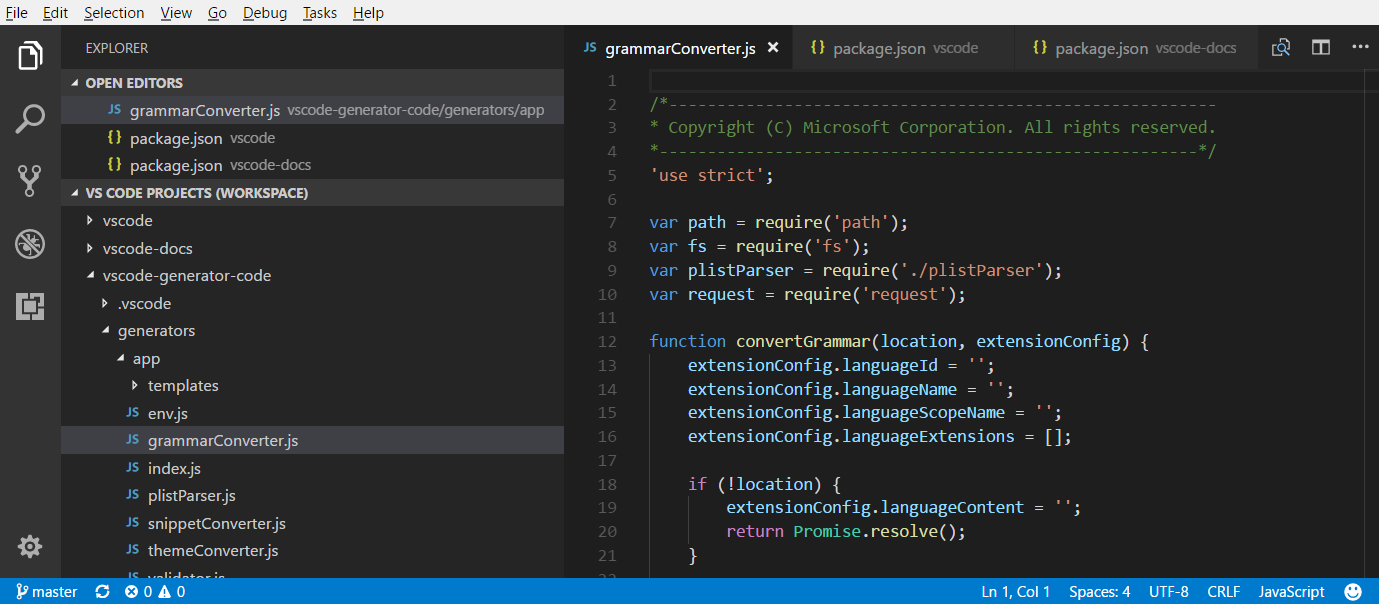 File Edit Selection View Go Debug Tasks Help
EXPLORER
OPEN EDITORS
JS grammarConverter.js vscode-generator-code/generators/app
{} package.json vscode
{} package.json vscode-docs
VS CODE PROJECTS (WORKSPACE)
vscode
vscode-docs
vscode-generator-code
.vscode
generators
app
templates
JS env.js
JS grammarConverter.js
JS index.js
JS plistParser.js
JS snippetConverter.js
JS themeConverter.js
JS validator.js
JS grammarConverter.js × {} package.json vscode {} package.json vscode-docs
1
2 /*---------------------------------------------------------
3 * Copyright (C) Microsoft Corporation. All rights reserved.
4 *--------------------------------------------------------*/
5 'use strict';
6
7 var path = require('path');
8 var fs = require('fs');
9 var plistParser = require('./plistParser');
10 var request = require('request');
11
12 function convertGrammar(location, extensionConfig) {
13 extensionConfig.languageId = '';
14 extensionConfig.languageName = '';
15 extensionConfig.languageScopeName = '';
16 extensionConfig.languageExtensions = [];
17
18 if (!location) {
19 extensionConfig.languageContent = '';
20 return Promise.resolve();
21 }
22
master 0 0 Ln 1, Col 1 Spaces: 4 UTF-8 CRLF JavaScript